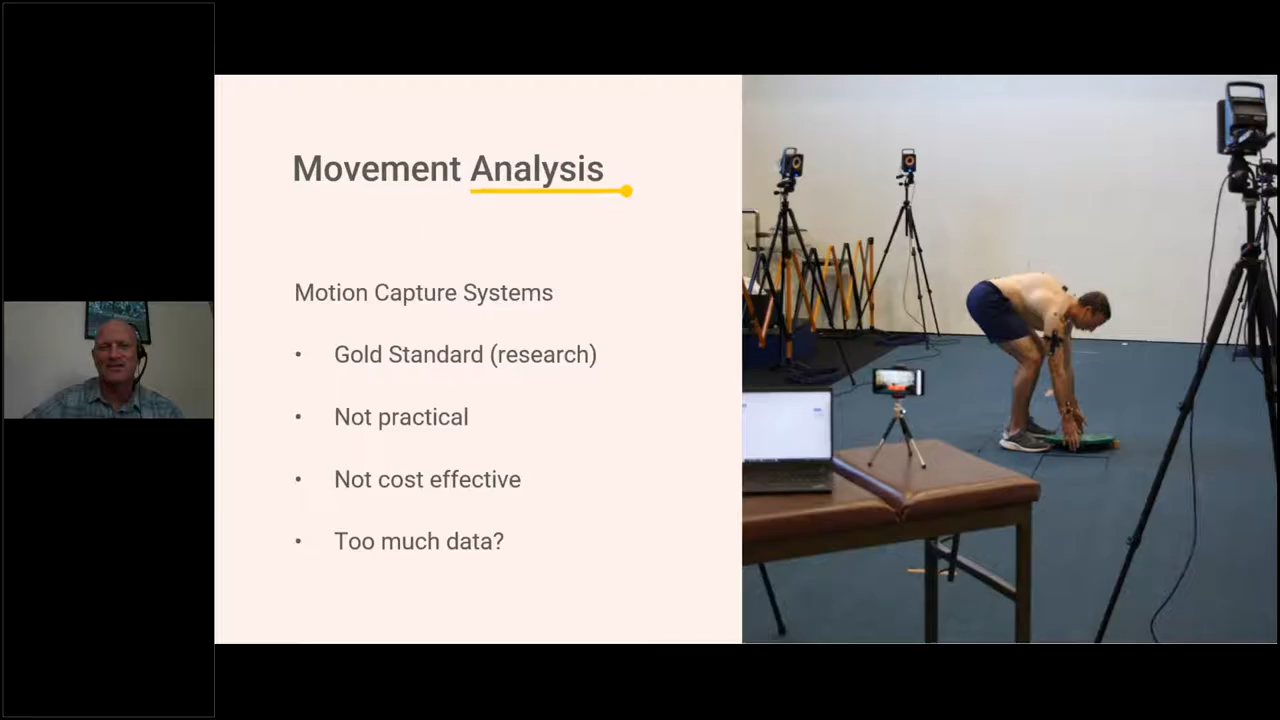 Movement Analysis
Motion Capture Systems
• Gold Standard (research)
• Not practical
• Not cost effective
• Too much data?